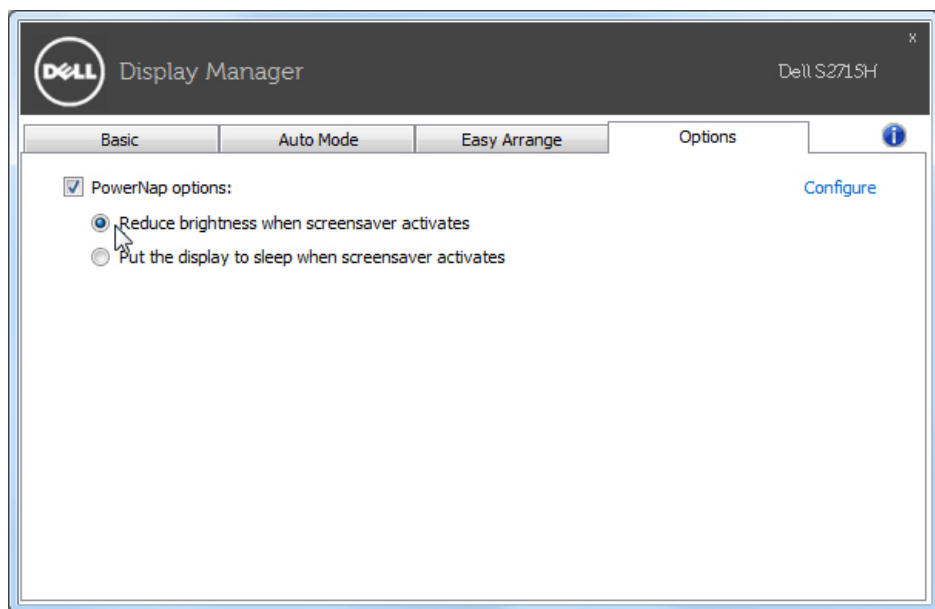 DELL Display Manager
x
Dell S2715H
Basic Auto Mode Easy Arrange Options
PowerNap options: Configure
Reduce brightness when screensaver activates
Put the display to sleep when screensaver activates